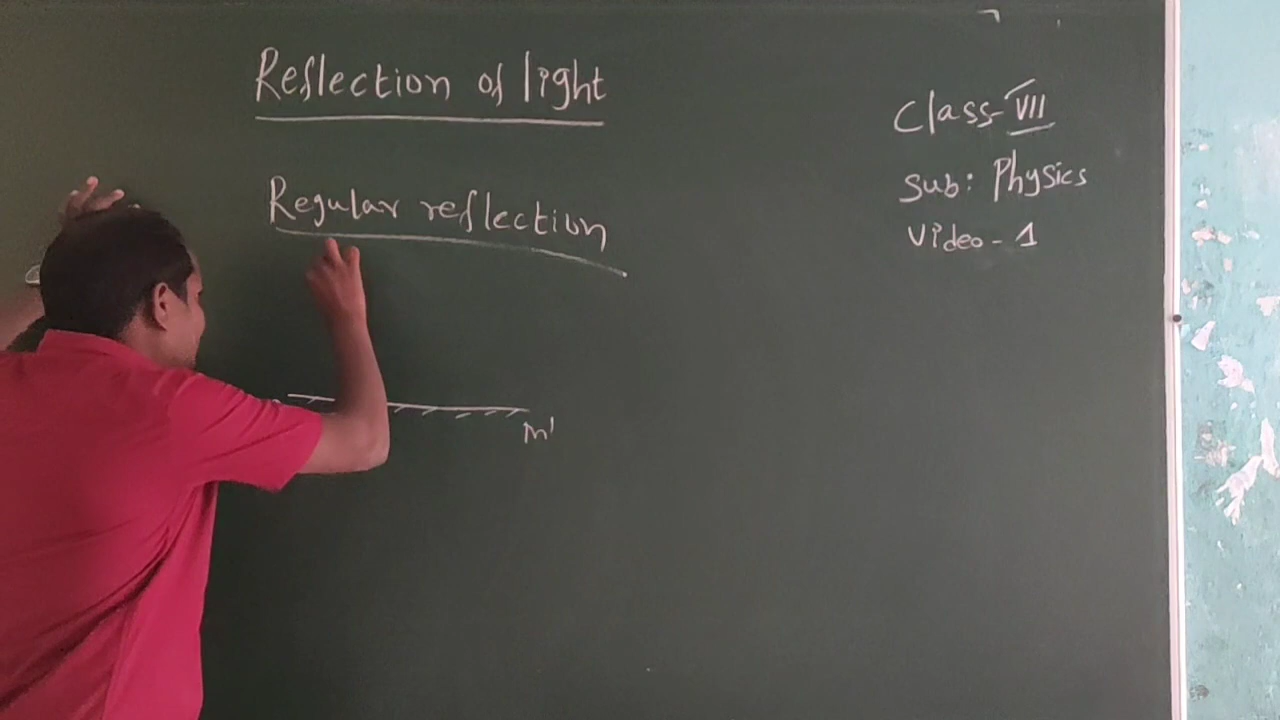 Reflection of light
Class-VII
Sub: Physics
Video-1
Regular reflection
M'